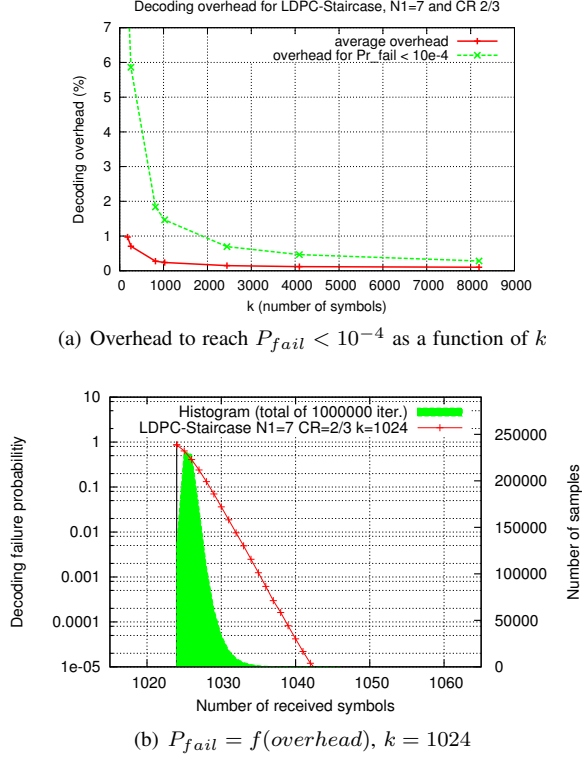 Decoding overhead for LDPC-Staircase, N1=7 and CR 2/3
average overhead
overhead for Pr_fail < 10e-4
Decoding overhead (%)
7
6
5
4
3
2
1
0
0 1000 2000 3000 4000 5000 6000 7000 8000 9000
k (number of symbols)
(a) Overhead to reach P_{fail} < 10^{-4} as a function of k
Histogram (total of 1000000 iter.)
LDPC-Staircase N1=7 CR=2/3 k=1024
Decoding failure probability
10
1
0.1
0.01
0.001
0.0001
1e-05
250000
200000
150000
100000
50000
0
Number of samples
1020 1030 1040 1050 1060
Number of received symbols
(b) P_{fail} = f(overhead), k = 1024